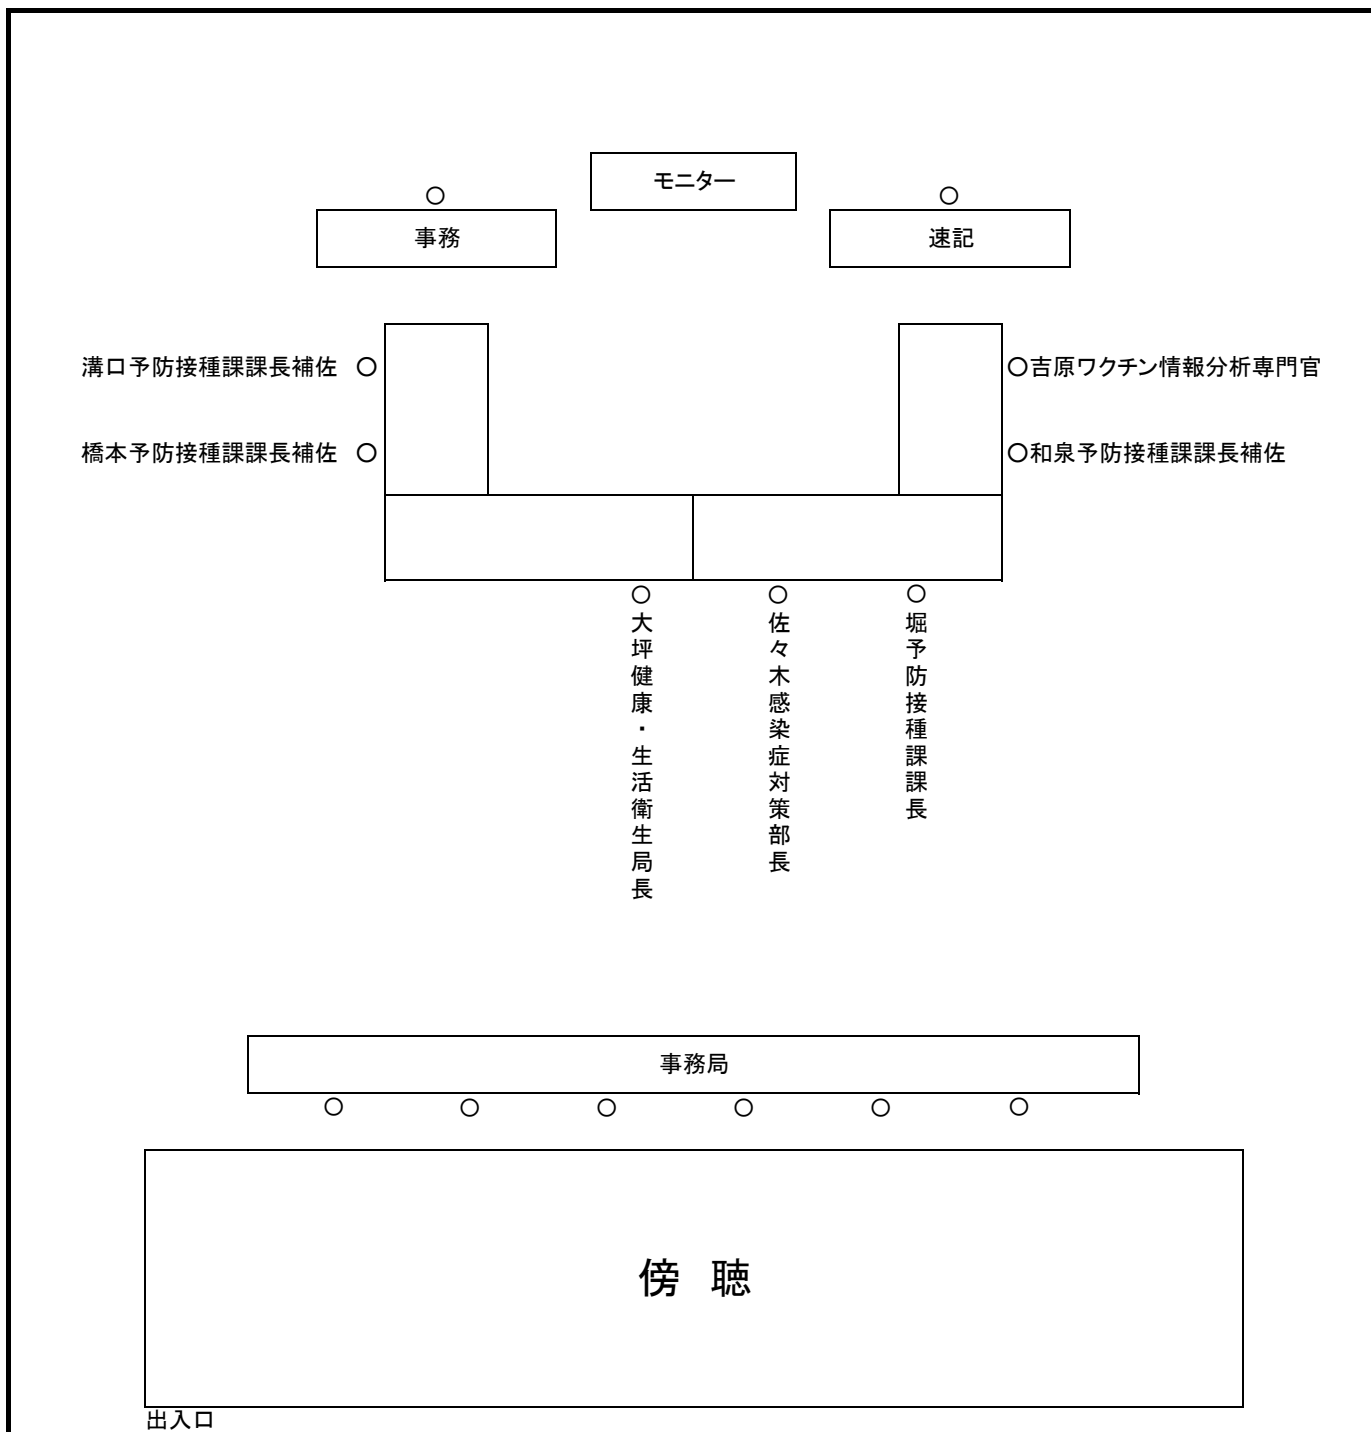 モニター
事務
速記
溝口予防接種課課長補佐
○吉原ワクチン情報分析専門官
橋本予防接種課課長補佐
○和泉予防接種課課長補佐
大坪健康・生活衛生局長
佐々木感染症対策部長
堀予防接種課課長
事務局
傍 聴
出入口